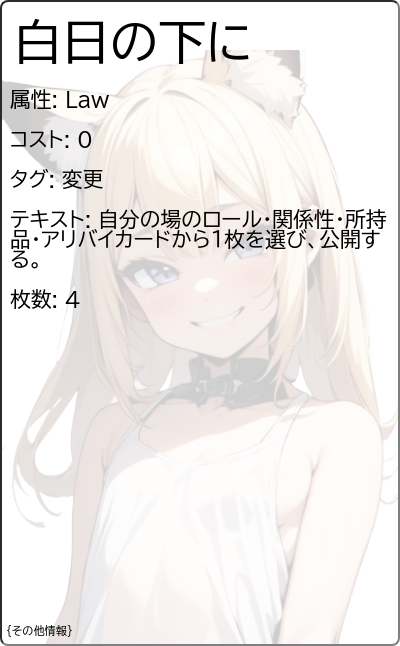 白日の下に
属性: Law
コスト: 0
タグ: 変更
テキスト: 自分の場のロール・関係性・所持
品・アリバイカードから1枚を選び、公開す
る。
枚数: 4
{その他情報}